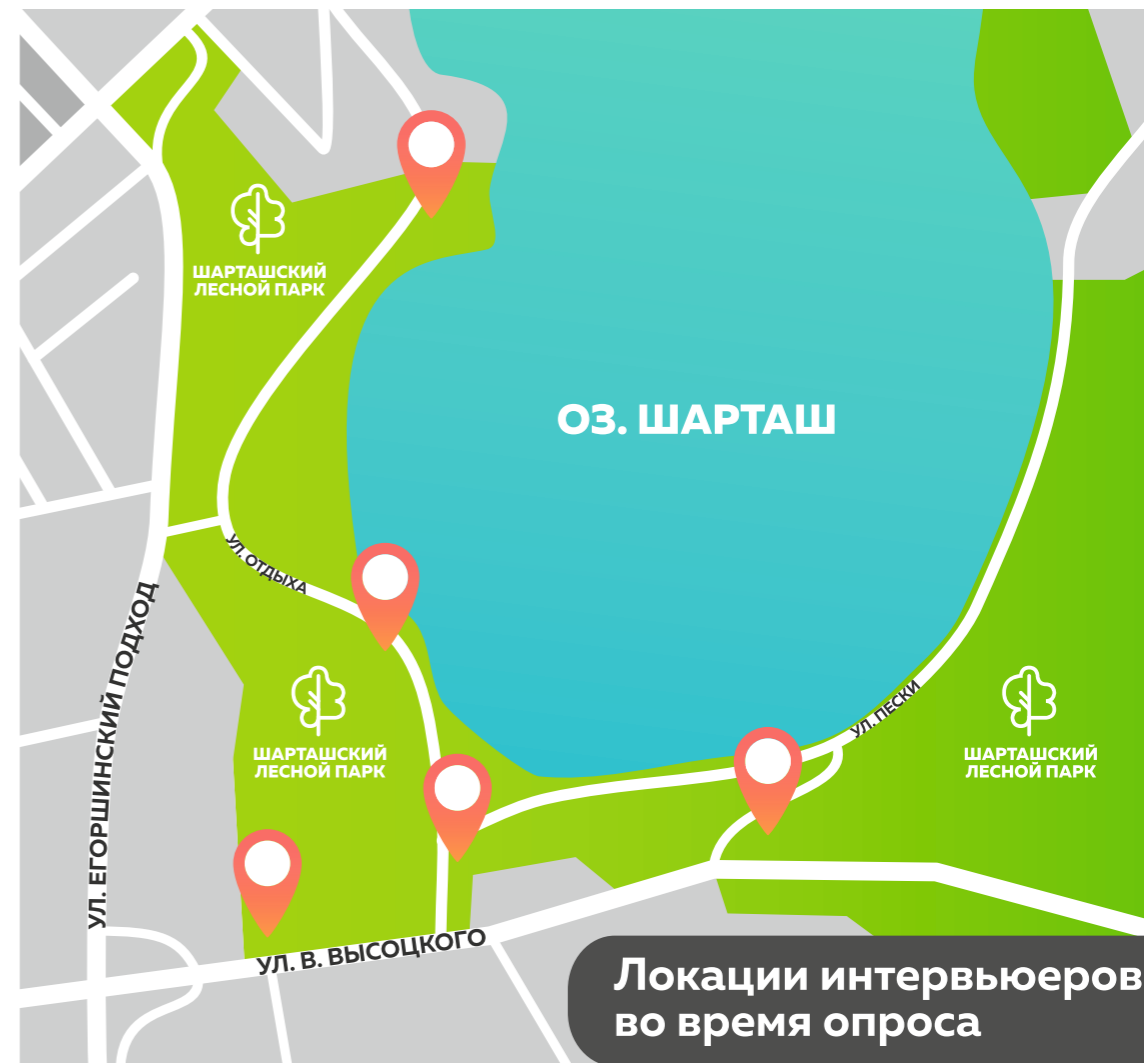 ШАРТАШСКИЙ
ЛЕСНОЙ ПАРК
ОЗ. ШАРТАШ
УЛ. ОТДЫХА
УЛ. ЕГОРШИНСКИЙ ПОДХОД
ШАРТАШСКИЙ
ЛЕСНОЙ ПАРК
УЛ. ПЕСКИ
ШАРТАШСКИЙ
ЛЕСНОЙ ПАРК
УЛ. В. ВЫСОЦКОГО
Локации интервьюеров
во время опроса